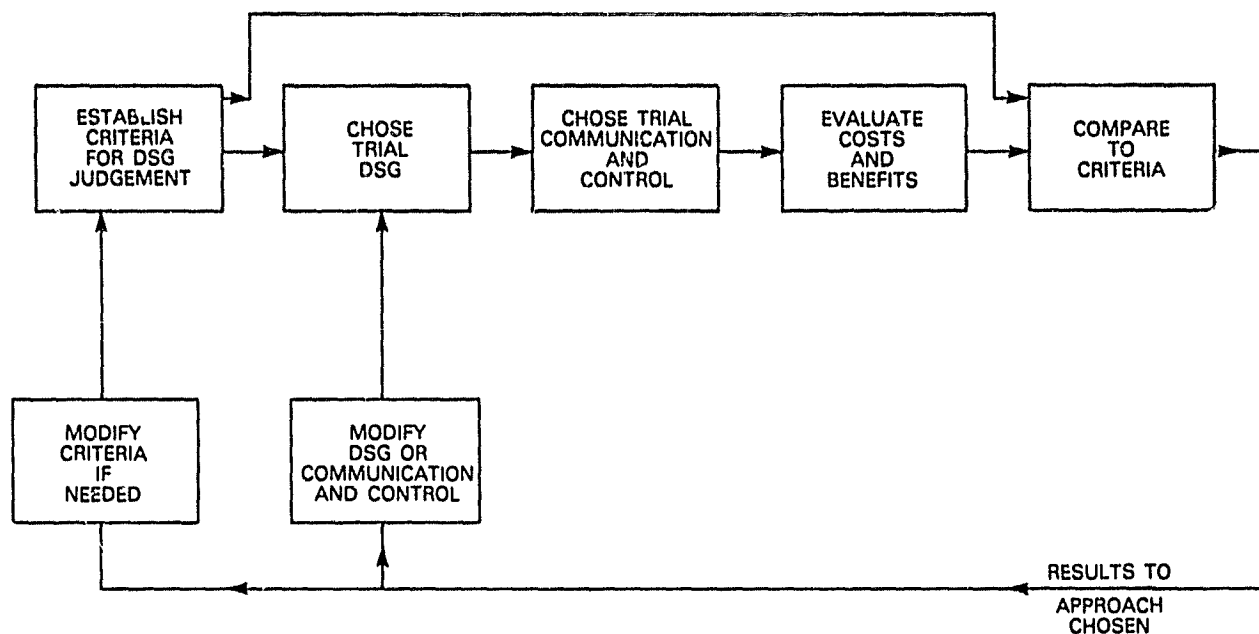 ESTABLISH
CRITERIA
FOR DSG
JUDGEMENT
CHOSE
TRIAL
DSG
CHOSE TRIAL
COMMUNICATION
AND
CONTROL
EVALUATE
COSTS
AND
BENEFITS
COMPARE
TO
CRITERIA
MODIFY
CRITERIA
IF
NEEDED
MODIFY
DSG OR
COMMUNICATION
AND CONTROL
RESULTS TO
APPROACH
CHOSEN